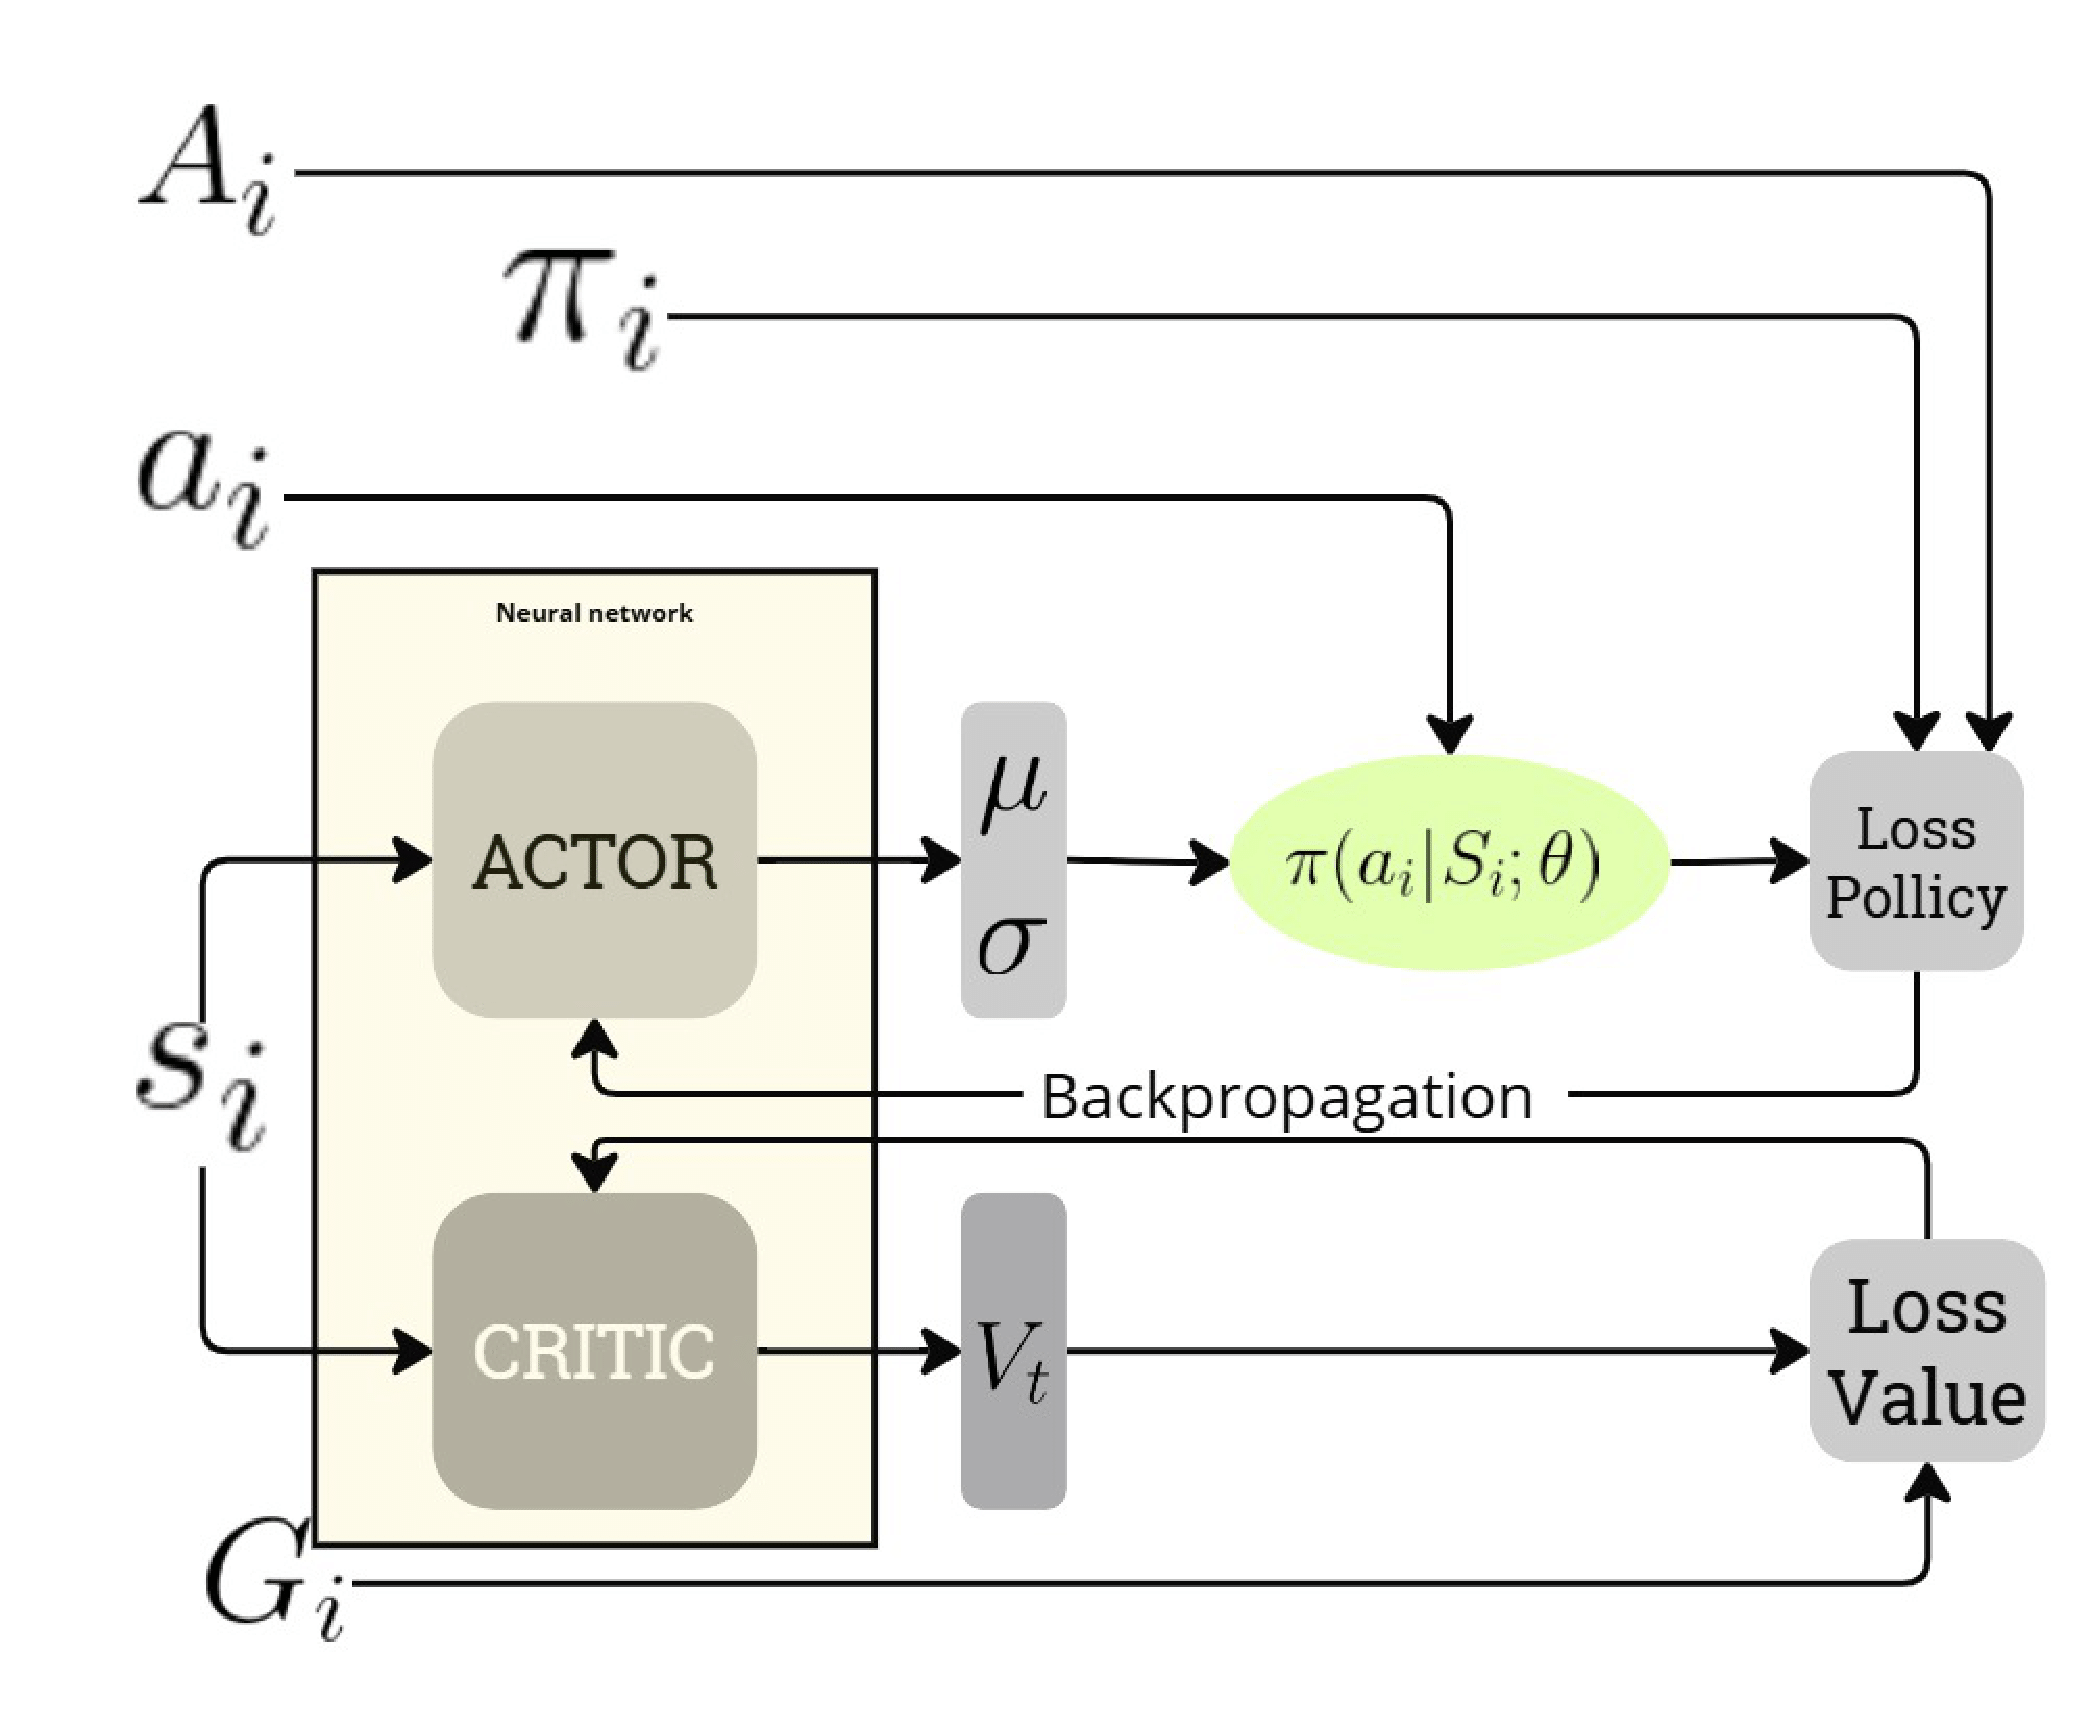 A_i
π_i
a_i
Neural network
ACTOR
μ
σ
π(a_i|S_i; θ)
Loss
Pollicy
s_i
Backpropagation
CRITIC
V_t
Loss
Value
G_i